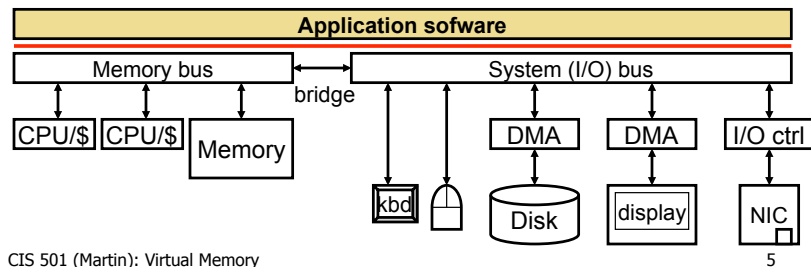 Application sofware
Memory bus
System (I/O) bus
bridge
CPU/$ CPU/$ Memory DMA DMA I/O ctrl
kbd Disk display NIC
CIS 501 (Martin): Virtual Memory 5